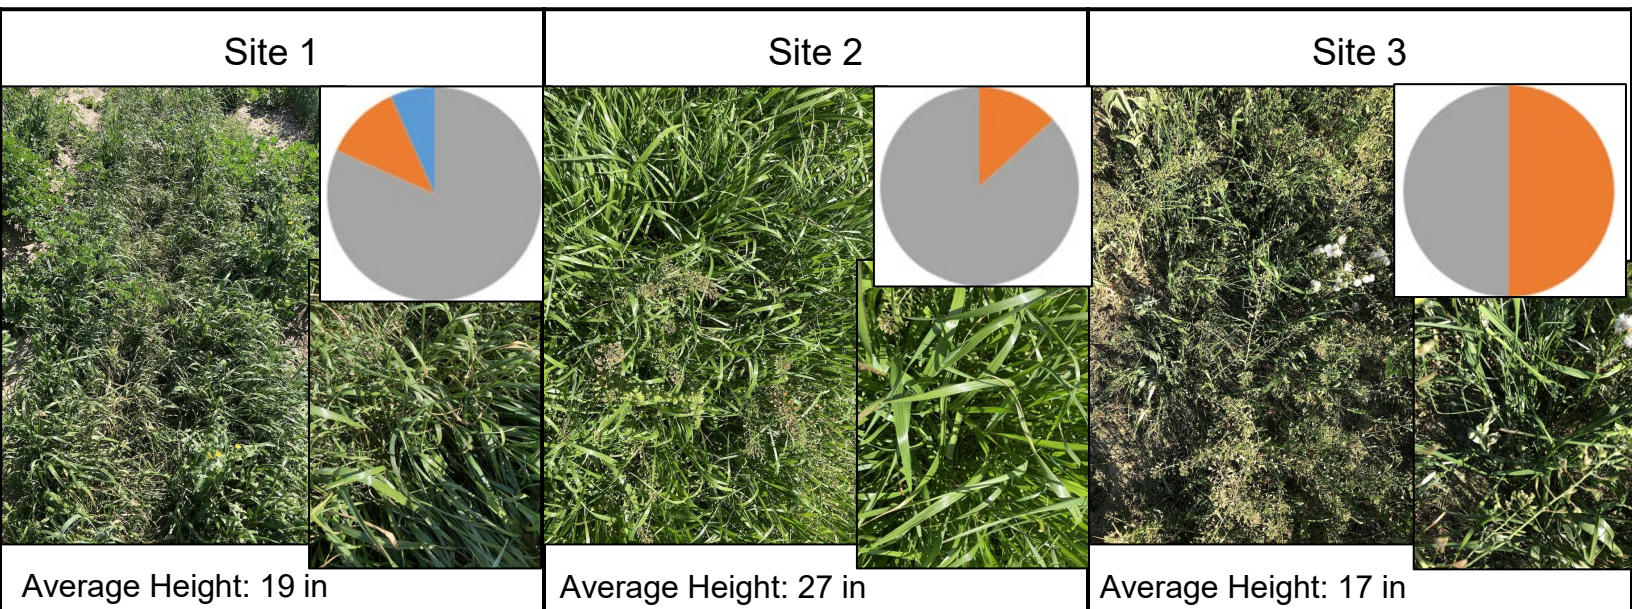 Site 1
Site 2
Site 3
Average Height: 19 in
Average Height: 27 in
Average Height: 17 in